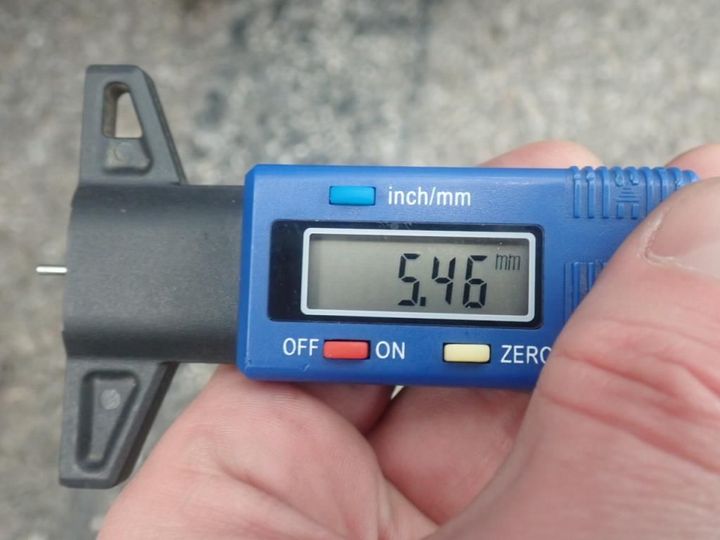 inch/mm
5.46 mm
OFF ON ZERO